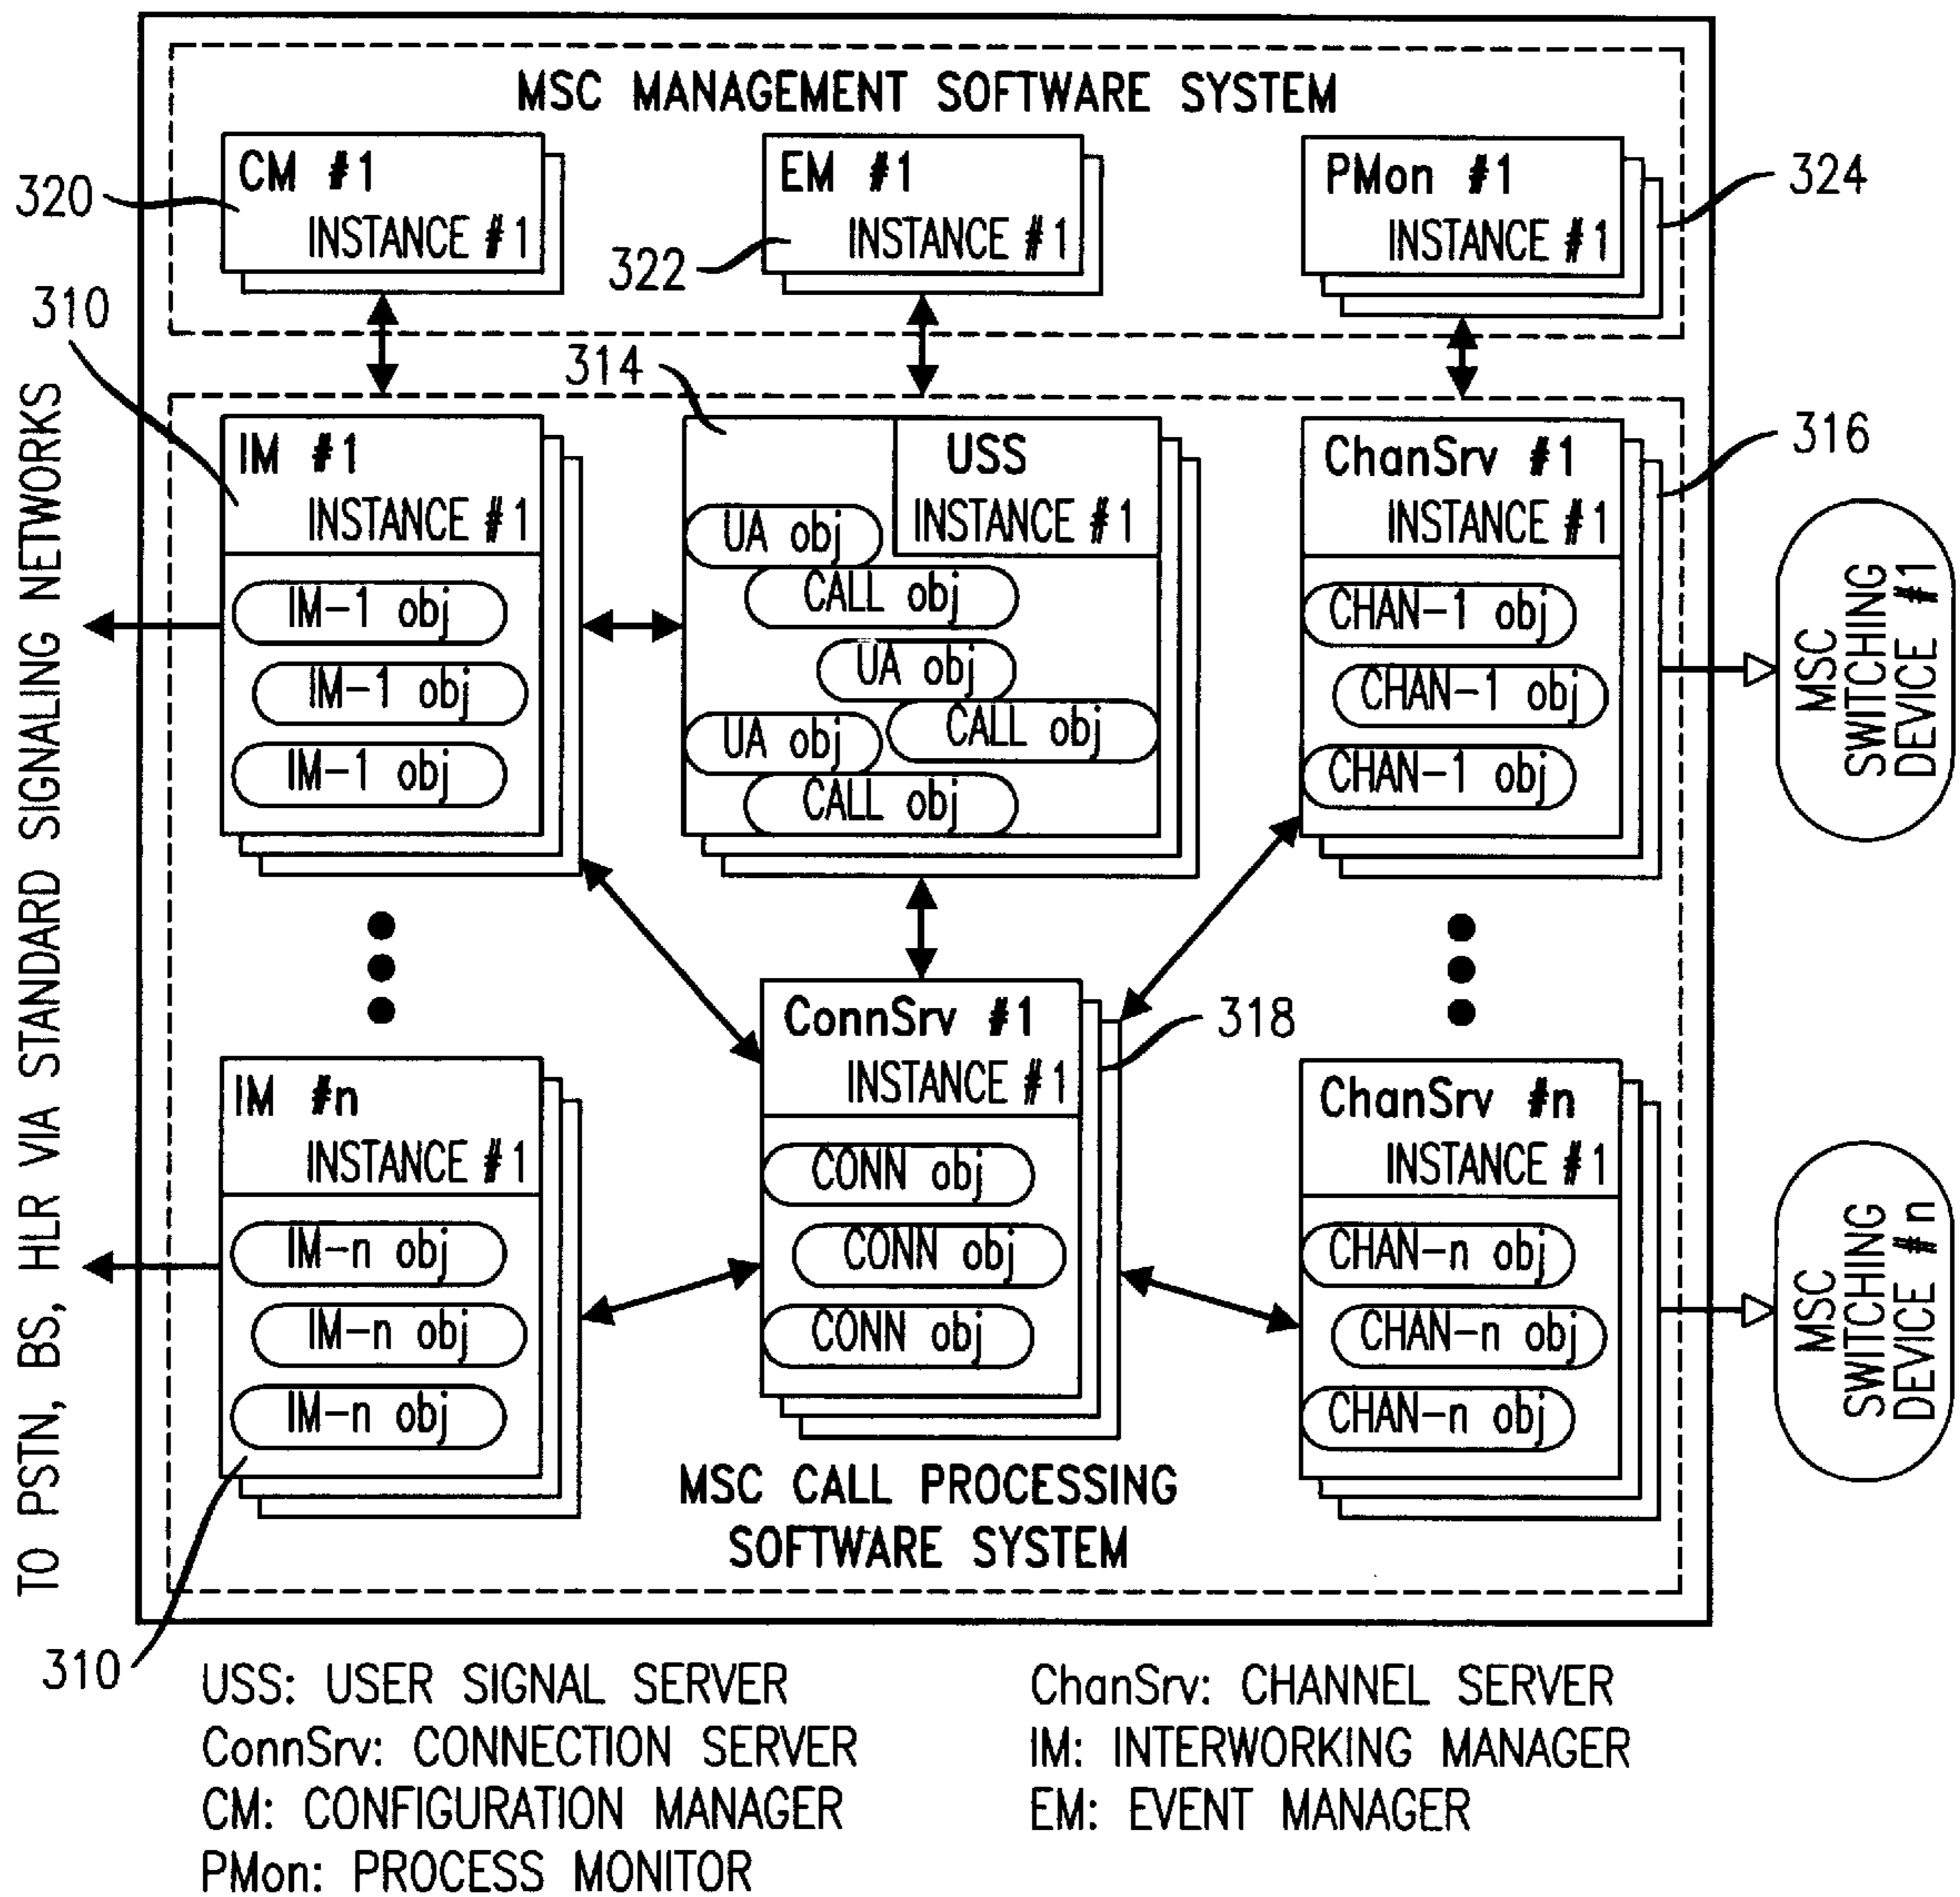 MSC MANAGEMENT SOFTWARE SYSTEM
CM #1
INSTANCE #1
EM #1
INSTANCE #1
PMon #1
INSTANCE #1
320
322
324
310
314
316
TO PSTN, BS, HLR VIA STANDARD SIGNALING NETWORKS
IM #1
INSTANCE #1
IM-1 obj
IM-1 obj
IM-1 obj
USS
INSTANCE #1
UA obj
CALL obj
UA obj
CALL obj
UA obj
CALL obj
ChanSrv #1
INSTANCE #1
CHAN-1 obj
CHAN-1 obj
CHAN-1 obj
MSC
SWITCHING
DEVICE #1
IM #n
INSTANCE #1
IM-n obj
IM-n obj
IM-n obj
310
ConnSrv #1
INSTANCE #1
318
CONN obj
CONN obj
CONN obj
ChanSrv #n
INSTANCE #1
CHAN-n obj
CHAN-n obj
CHAN-n obj
MSC
SWITCHING
DEVICE #n
MSC CALL PROCESSING
SOFTWARE SYSTEM
USS: USER SIGNAL SERVER
ConnSrv: CONNECTION SERVER
CM: CONFIGURATION MANAGER
PMon: PROCESS MONITOR
ChanSrv: CHANNEL SERVER
IM: INTERWORKING MANAGER
EM: EVENT MANAGER